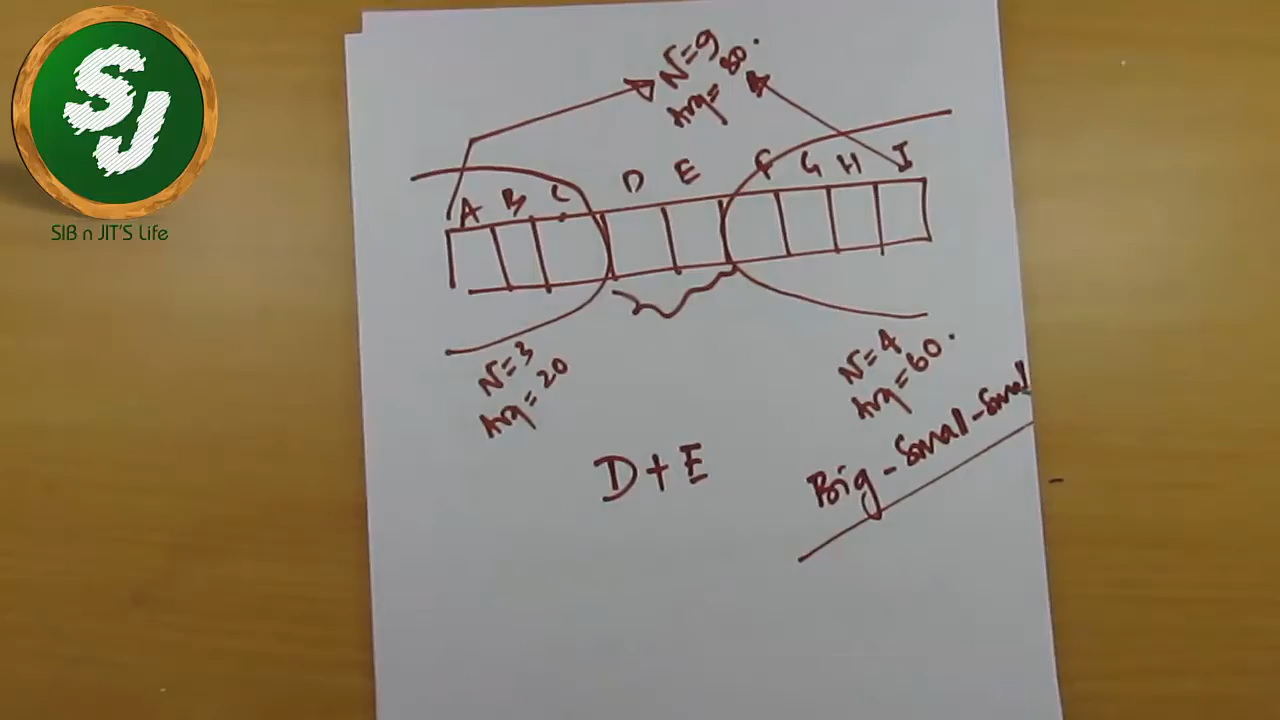 SJ
SIB n JIT'S Life
N=9
Avg= 80.
A B C D E F G H I
N=3
Avg=20
N=4
Avg=60.
D+E
Big-Small-Small